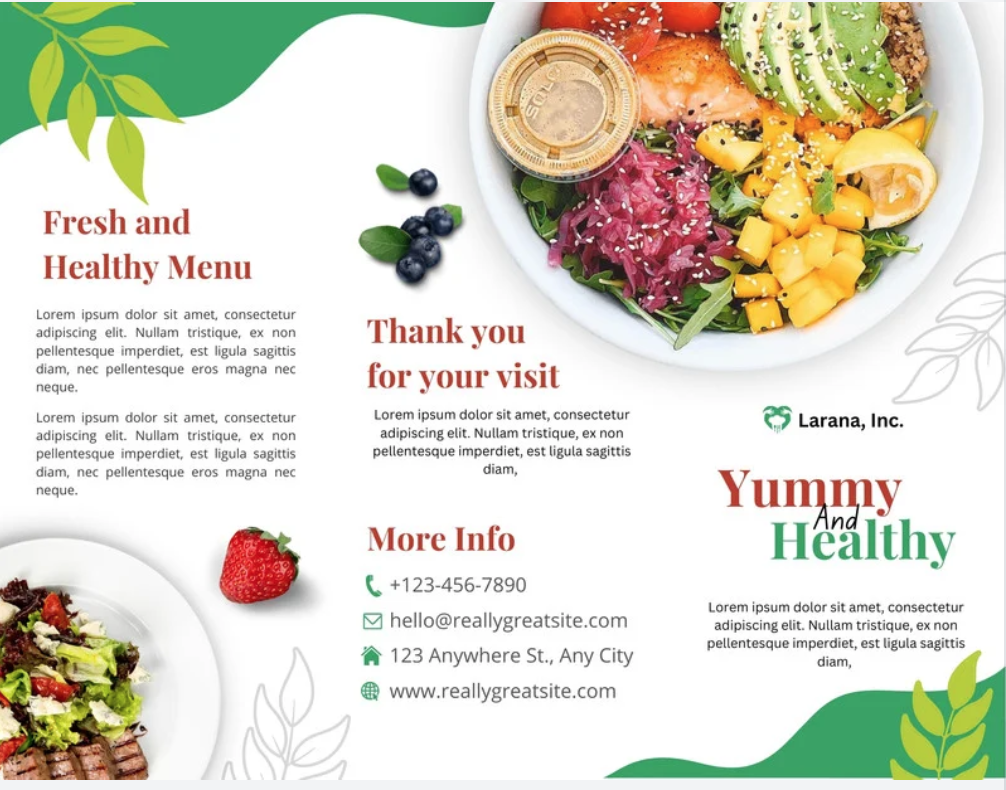 Fresh and
Healthy Menu
Lorem ipsum dolor sit amet, consectetur
adipiscing elit. Nullam tristique, ex non
pellentesque imperdiet, est ligula sagittis
diam, nec pellentesque eros magna nec
neque.
Lorem ipsum dolor sit amet, consectetur
adipiscing elit. Nullam tristique, ex non
pellentesque imperdiet, est ligula sagittis
diam, nec pellentesque eros magna nec
neque.
Thank you
for your visit
Lorem ipsum dolor sit amet, consectetur
adipiscing elit. Nullam tristique, ex non
pellentesque imperdiet, est ligula sagittis
diam,
More Info
+123-456-7890
hello@reallygreatsite.com
123 Anywhere St., Any City
www.reallygreatsite.com
SOLO
Larana, Inc.
Yummy
And
Healthy
Lorem ipsum dolor sit amet, consectetur
adipiscing elit. Nullam tristique, ex non
pellentesque imperdiet, est ligula sagittis
diam,